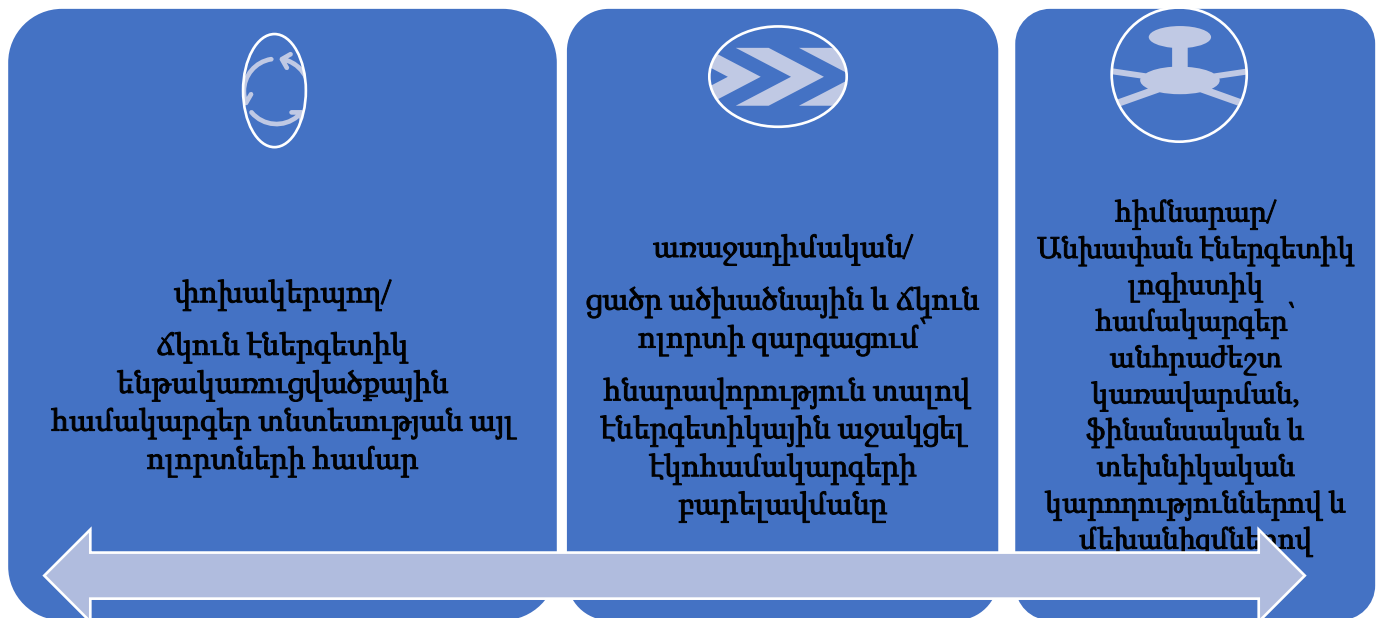 փոխակերպող/
ճկուն էներգետիկ
ենթակառուցվածքային
համակարգեր տնտեսության այլ
ոլորտների համար
առաջադիմական/
ցածր ածխածնային և ճկուն
ոլորտի զարգացում՝
հնարավորություն տալով
էներգետիկային աջակցել
էկոհամակարգերի
բարելավմանը
հիմնարար/
Անխափան էներգետիկ
լոգիստիկ
համակարգեր՝
անհրաժեշտ
կառավարման,
ֆինանսական և
տեխնիկական
կարողություններով և
մեխանիզմներով